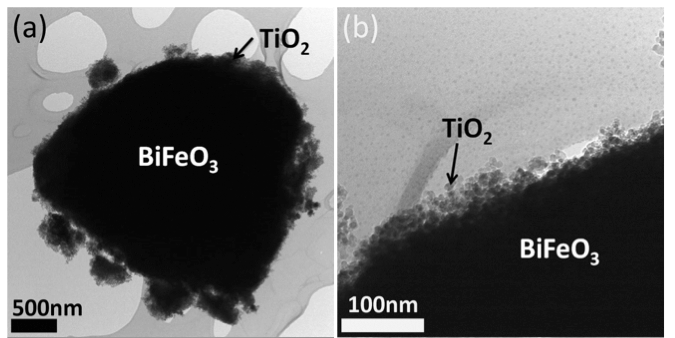 (a)
TiO₂
BiFeO₃
500nm
(b)
TiO₂
BiFeO₃
100nm